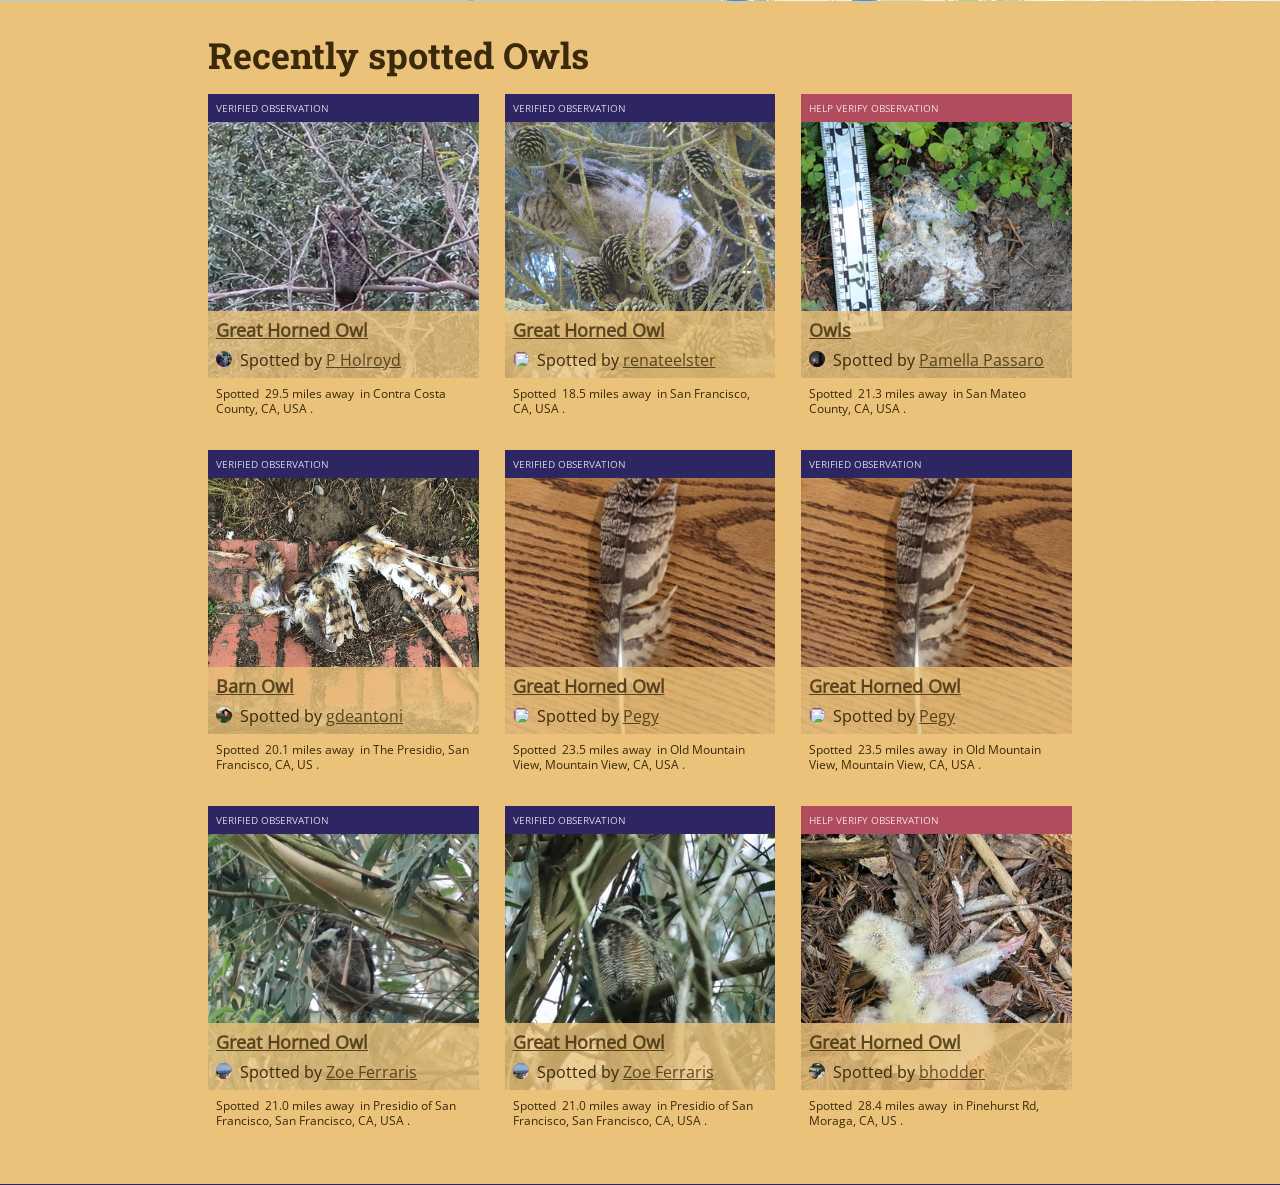 Recently spotted Owls
VERIFIED OBSERVATION
Great Horned Owl
Spotted by P Holroyd
Spotted 29.5 miles away in Contra Costa
County, CA, USA .
VERIFIED OBSERVATION
Great Horned Owl
Spotted by renateelster
Spotted 18.5 miles away in San Francisco,
CA, USA .
HELP VERIFY OBSERVATION
Owls
Spotted by Pamella Passaro
Spotted 21.3 miles away in San Mateo
County, CA, USA .
VERIFIED OBSERVATION
Barn Owl
Spotted by gdeantoni
Spotted 20.1 miles away in The Presidio, San
Francisco, CA, US .
VERIFIED OBSERVATION
Great Horned Owl
Spotted by Pegy
Spotted 23.5 miles away in Old Mountain
View, Mountain View, CA, USA .
VERIFIED OBSERVATION
Great Horned Owl
Spotted by Pegy
Spotted 23.5 miles away in Old Mountain
View, Mountain View, CA, USA .
VERIFIED OBSERVATION
Great Horned Owl
Spotted by Zoe Ferraris
Spotted 21.0 miles away in Presidio of San
Francisco, San Francisco, CA, USA .
VERIFIED OBSERVATION
Great Horned Owl
Spotted by Zoe Ferraris
Spotted 21.0 miles away in Presidio of San
Francisco, San Francisco, CA, USA .
HELP VERIFY OBSERVATION
Great Horned Owl
Spotted by bhodder
Spotted 28.4 miles away in Pinehurst Rd,
Moraga, CA, US .